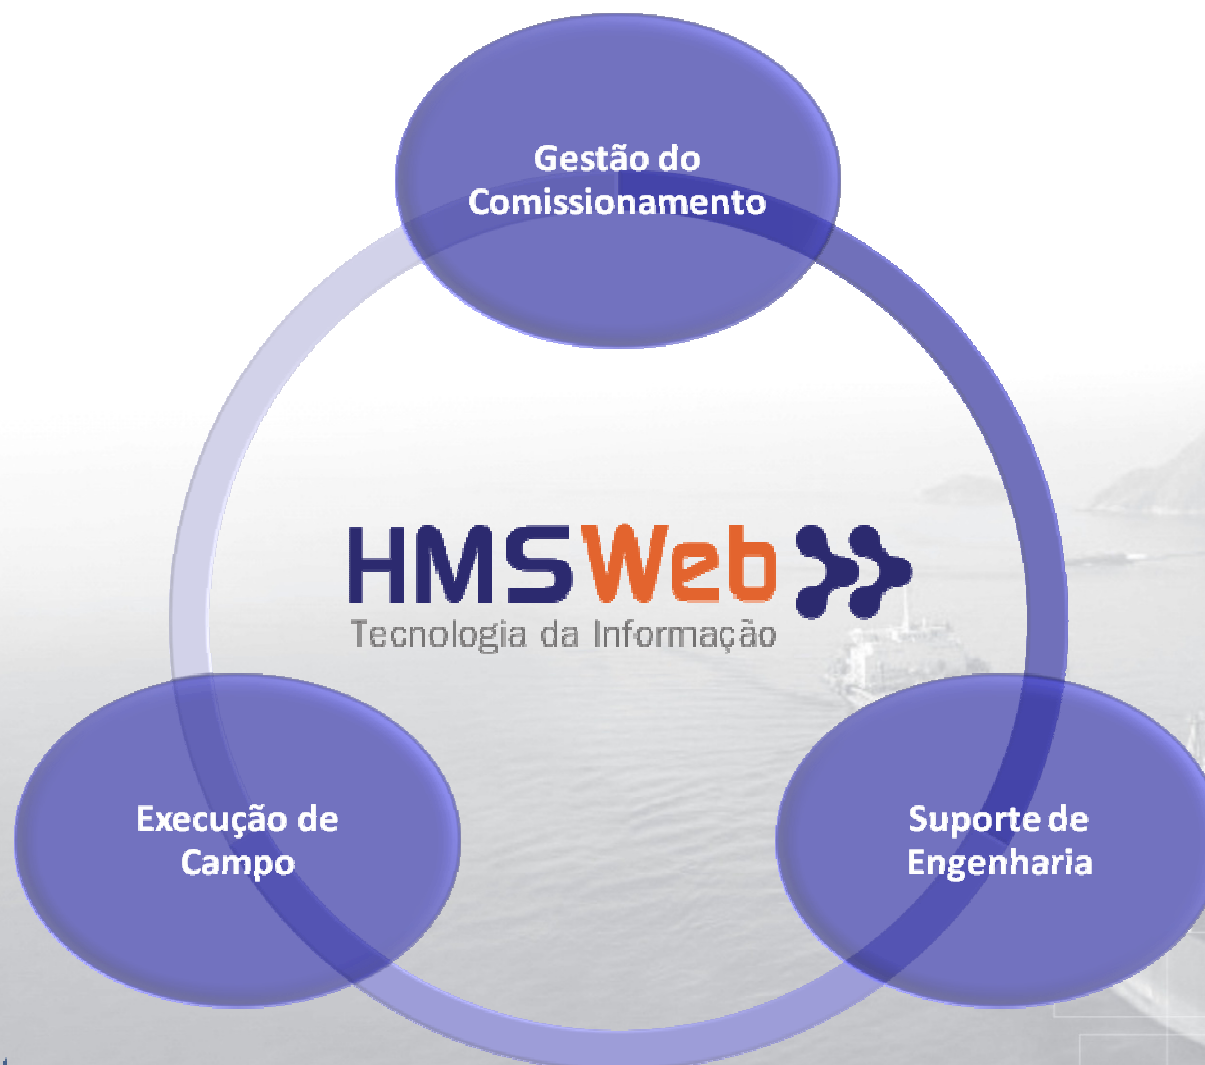 Gestão do
Comissionamento
HMSWeb
Tecnologia da Informação
Execução de
Campo
Suporte de
Engenharia